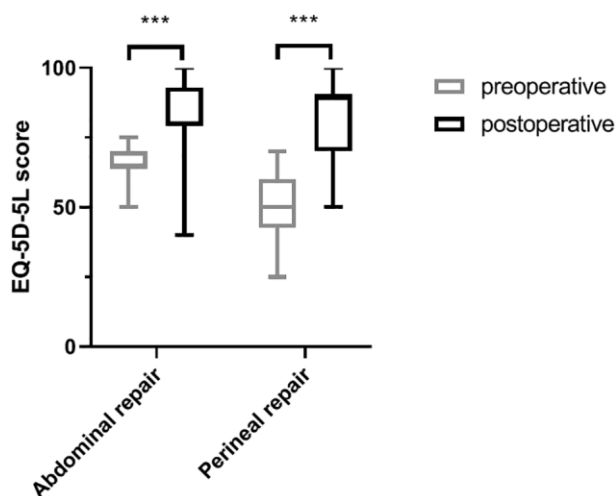 *** ***
100
preoperative
postoperative
EQ-5D-5L score
50
0
Abdominal repair
Perineal repair